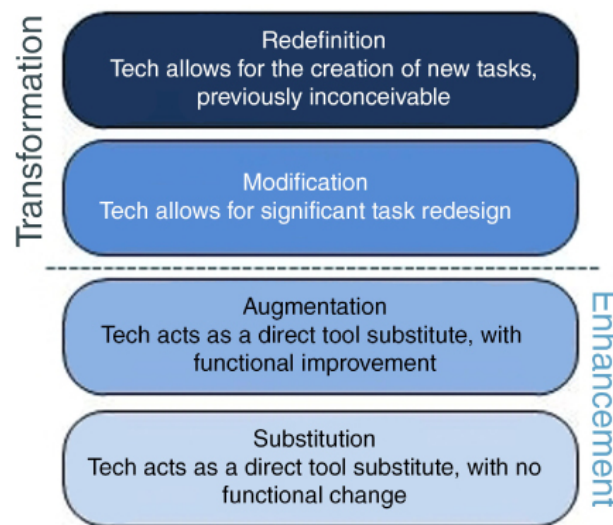 Transformation
Redefinition
Tech allows for the creation of new tasks,
previously inconceivable
Modification
Tech allows for significant task redesign
Augmentation
Tech acts as a direct tool substitute, with
functional improvement
Substitution
Tech acts as a direct tool substitute, with no
functional change
Enhancement